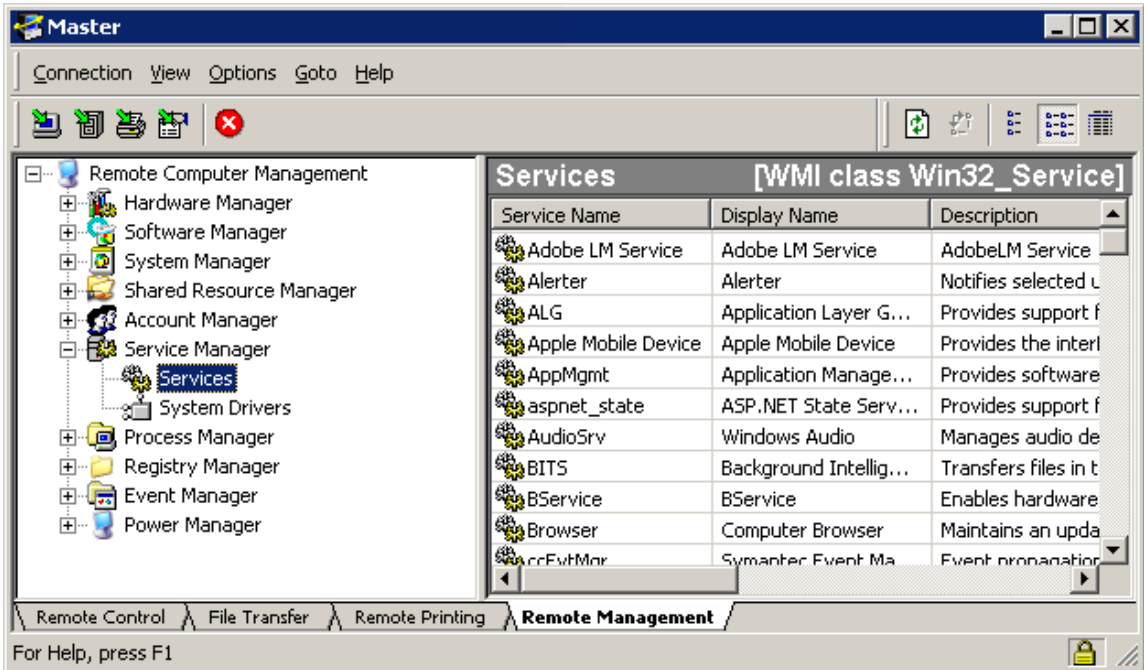 Master
Connection View Options Goto Help
Remote Computer Management
Hardware Manager
Software Manager
System Manager
Shared Resource Manager
Account Manager
Service Manager
Services
System Drivers
Process Manager
Registry Manager
Event Manager
Power Manager
Services [WMI class Win32_Service]
Service Name Display Name Description
Adobe LM Service Adobe LM Service AdobeLM Service
Alerter Alerter Notifies selected u
ALG Application Layer G... Provides support f
Apple Mobile Device Apple Mobile Device Provides the inter
AppMgmt Application Manage... Provides software
aspnet_state ASP.NET State Serv... Provides support f
AudioSrv Windows Audio Manages audio de
BITS Background Intellig... Transfers files in t
BService BService Enables hardware
Browser Computer Browser Maintains an upda
ccEvtMgr Symantec Event Ma Event propagation
Remote Control File Transfer Remote Printing Remote Management
For Help, press F1